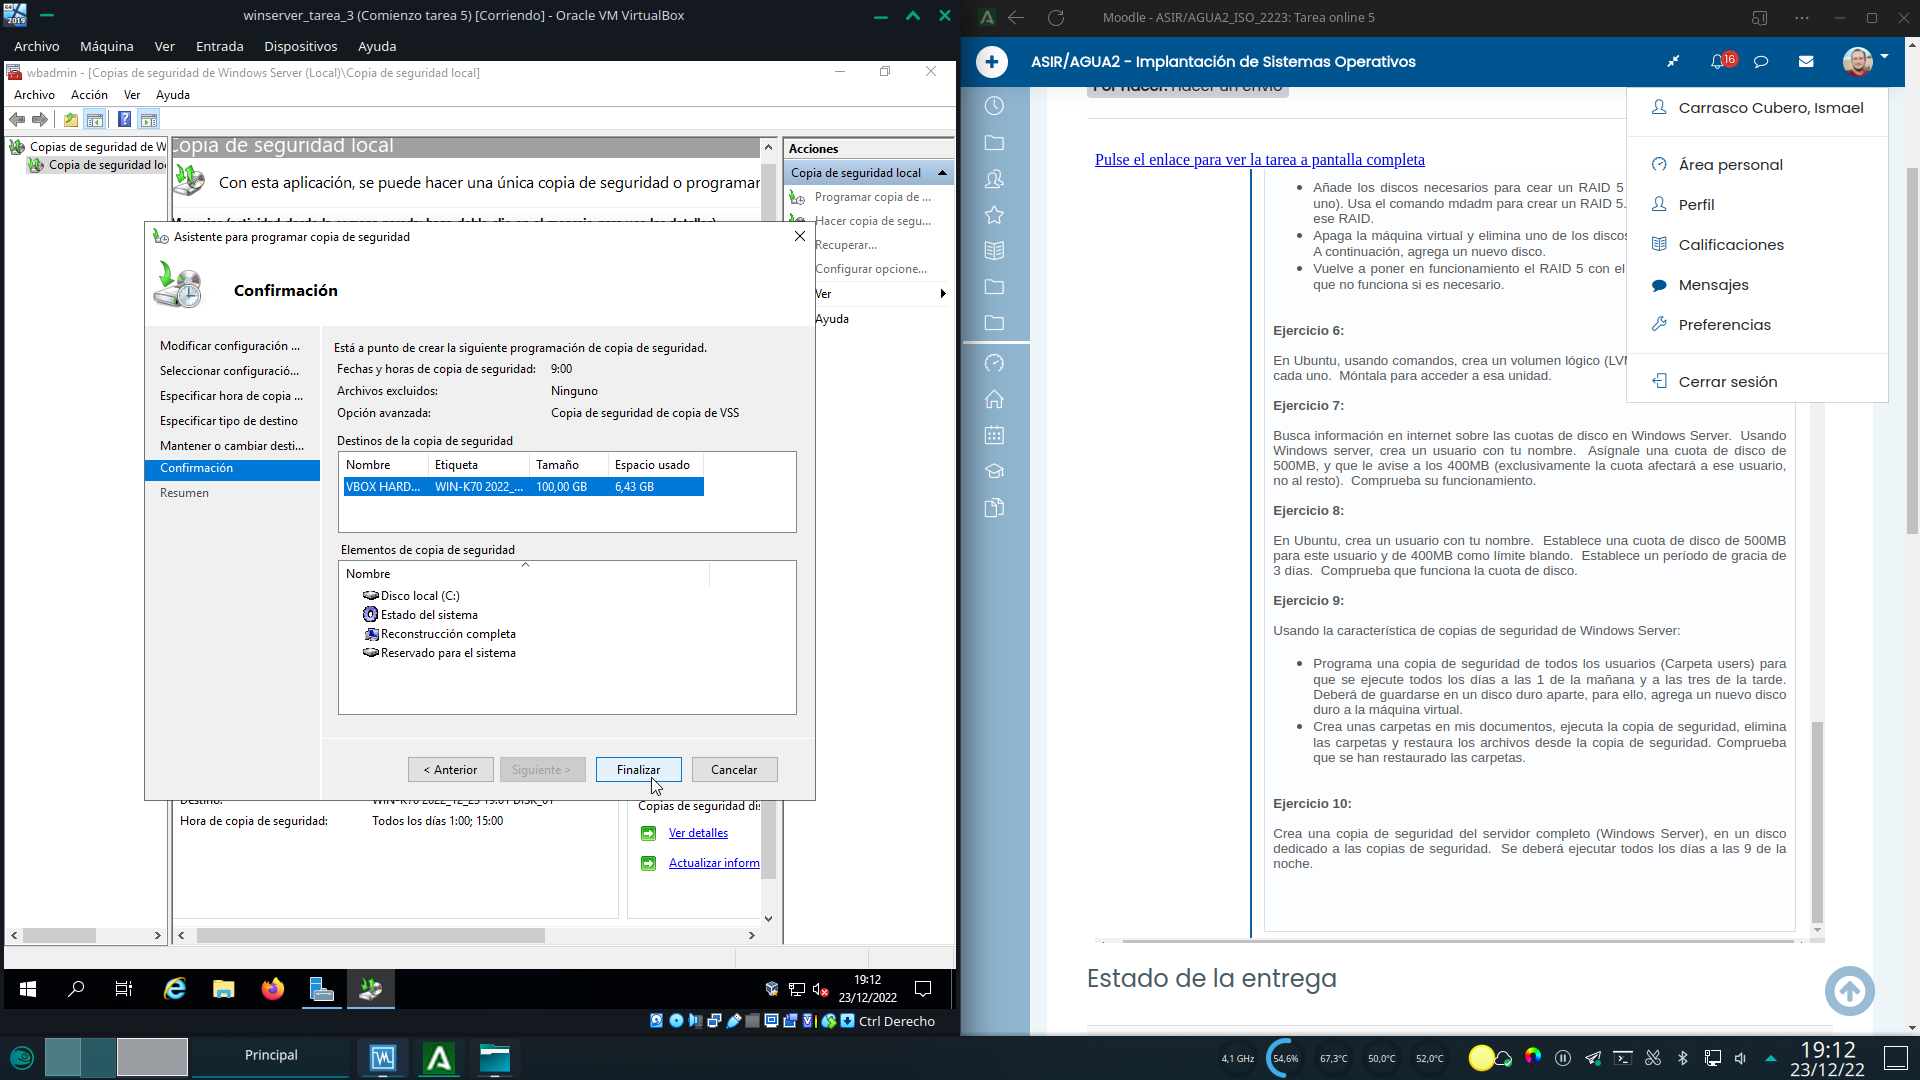 winserver_tarea_3 (Comienzo tarea 5) [Corriendo] - Oracle VM VirtualBox
Archivo Máquina Ver Entrada Dispositivos Ayuda
wbadmin - [Copias de seguridad de Windows Server (Local)\Copia de seguridad local]
Archivo Acción Ver Ayuda
Copias de seguridad de W
Copia de seguridad lo
Copia de seguridad local
Con esta aplicación, se puede hacer una única copia de seguridad o programar
Acciones
Copia de seguridad local
Programar copia de ...
Hacer copia de segu...
Recuperar...
Configurar opcione...
Ver
Ayuda
Asistente para programar copia de seguridad
Confirmación
Modificar configuración ...
Seleccionar configuració...
Especificar hora de copia ...
Especificar tipo de destino
Mantener o cambiar desti...
Confirmación
Resumen
Está a punto de crear la siguiente programación de copia de seguridad.
Fechas y horas de copia de seguridad: 9:00
Archivos excluidos: Ninguno
Opción avanzada: Copia de seguridad de copia de VSS
Destinos de la copia de seguridad
Nombre Etiqueta Tamaño Espacio usado
VBOX HARD... WIN-K70 2022_... 100,00 GB 6,43 GB
Elementos de copia de seguridad
Nombre
Disco local (C:)
Estado del sistema
Reconstrucción completa
Reservado para el sistema
< Anterior Siguiente > Finalizar Cancelar
Destino: WIN-K70 2022_12_23 19:01 DISK_01
Hora de copia de seguridad: Todos los días 1:00; 15:00
Copias de seguridad dis
Ver detalles
Actualizar inform
19:12
23/12/2022
Ctrl Derecho
Moodle - ASIR/AGUA2_ISO_2223: Tarea online 5
ASIR/AGUA2 - Implantación de Sistemas Operativos
16
Por hacer: Hacer un envío
Carrasco Cubero, Ismael
Área personal
Perfil
Calificaciones
Mensajes
Preferencias
Cerrar sesión
Pulse el enlace para ver la tarea a pantalla completa
Añade los discos necesarios para cear un RAID 5
uno). Usa el comando mdadm para crear un RAID 5.
ese RAID.
Apaga la máquina virtual y elimina uno de los discos
A continuación, agrega un nuevo disco.
Vuelve a poner en funcionamiento el RAID 5 con el
que no funciona si es necesario.
Ejercicio 6:
En Ubuntu, usando comandos, crea un volumen lógico (LVM
cada uno. Móntala para acceder a esa unidad.
Ejercicio 7:
Busca información en internet sobre las cuotas de disco en Windows Server. Usando
Windows server, crea un usuario con tu nombre. Asígnale una cuota de disco de
500MB, y que le avise a los 400MB (exclusivamente la cuota afectará a ese usuario,
no al resto). Comprueba su funcionamiento.
Ejercicio 8:
En Ubuntu, crea un usuario con tu nombre. Establece una cuota de disco de 500MB
para este usuario y de 400MB como límite blando. Establece un período de gracia de
3 días. Comprueba que funciona la cuota de disco.
Ejercicio 9:
Usando la característica de copias de seguridad de Windows Server:
Programa una copia de seguridad de todos los usuarios (Carpeta users) para
que se ejecute todos los días a las 1 de la mañana y a las tres de la tarde.
Deberá de guardarse en un disco duro aparte, para ello, agrega un nuevo disco
duro a la máquina virtual.
Crea unas carpetas en mis documentos, ejecuta la copia de seguridad, elimina
las carpetas y restaura los archivos desde la copia de seguridad. Comprueba
que se han restaurado las carpetas.
Ejercicio 10:
Crea una copia de seguridad del servidor completo (Windows Server), en un disco
dedicado a las copias de seguridad. Se deberá ejecutar todos los días a las 9 de la
noche.
Estado de la entrega
Principal
4,1 GHz 54,6% 67,3°C 50,0°C 52,0°C
19:12
23/12/22